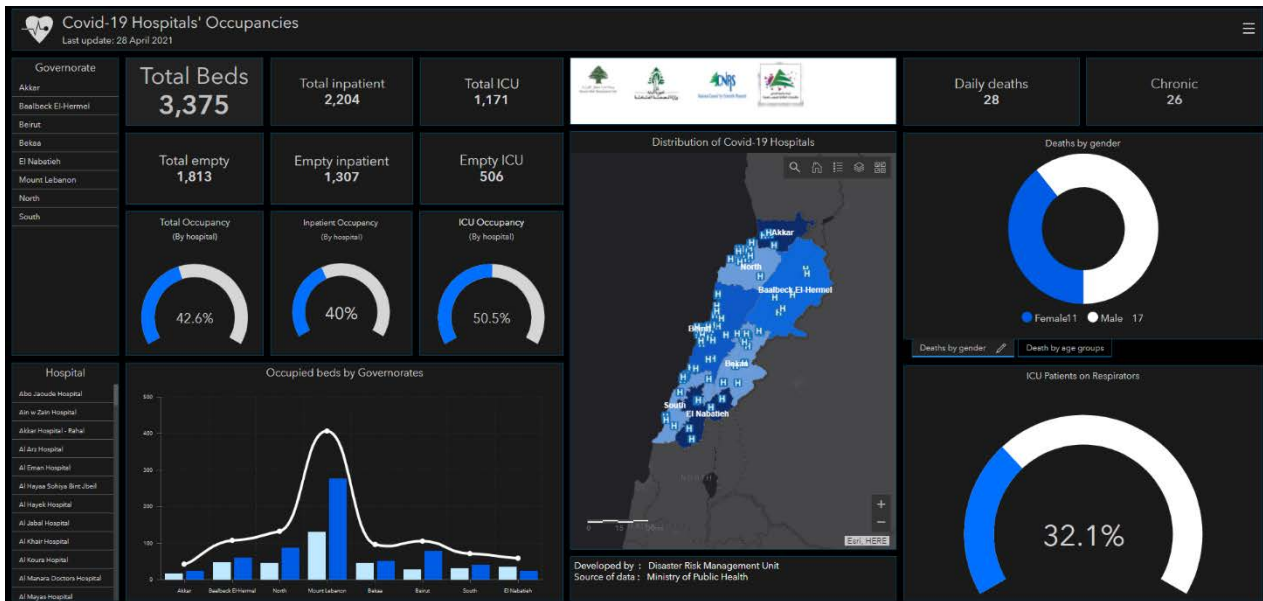 Covid-19 Hospitals' Occupancies
Last update: 28 April 2021
Governorate
Akkar
Baalbeck El-Hermel
Beirut
Bekaa
El Nabatieh
Mount Lebanon
North
South
Total Beds
3,375
Total inpatient
2,204
Total ICU
1,171
Total empty
1,813
Empty inpatient
1,307
Empty ICU
506
Total Occupancy
(By hospital)
42.6%
Inpatient Occupancy
(By hospital)
40%
ICU Occupancy
(By hospital)
50.5%
CNRS
Daily deaths
28
Chronic
26
Distribution of Covid-19 Hospitals
Akkar
North
Baalbeck El-Hermel
Bekaa
South
El Nabatieh
Esri, HERE
Developed by : Disaster Risk Management Unit
Source of data : Ministry of Public Health
Deaths by gender
Female11 Male 17
Deaths by gender
Death by age groups
ICU Patients on Respirators
32.1%
Hospital
Abo Jaoude Hospital
Ain w Zain Hospital
Akkar Hospital - Rahal
Al Arz Hospital
Al Eman Hospital
Al Hayaa Sohiya Bint Jbeil
Al Hayek Hospital
Al Jabal Hospital
Al Khair Hospital
Al Koura Hopital
Al Manara Doctors Hospital
Al Mayas Hospital
Occupied beds by Governorates
500
400
300
200
100
0
Akkar Baalbeck El-Hermel North Mount Lebanon Bekaa Beirut South El Nabatieh